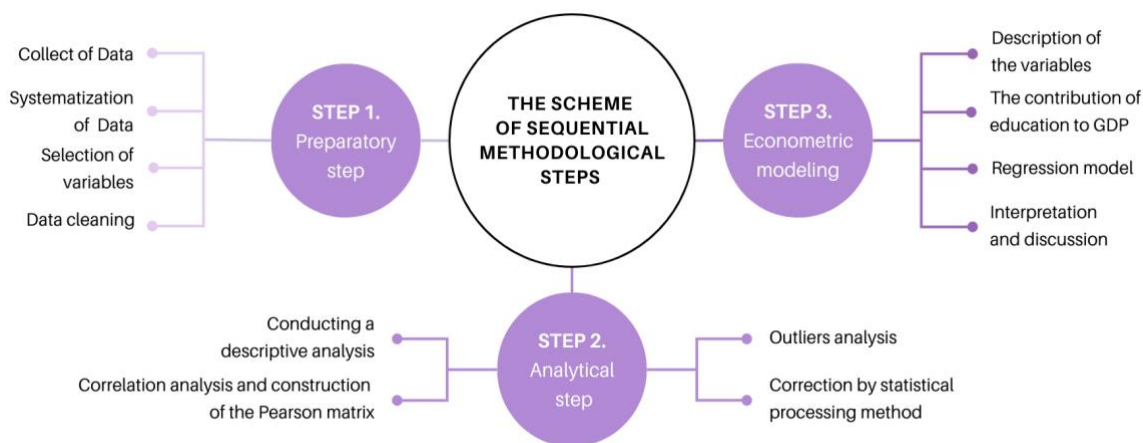 THE SCHEME
OF SEQUENTIAL
METHODOLOGICAL
STEPS
STEP 1.
Preparatory
step
Collect of Data
Systematization
of Data
Selection of
variables
Data cleaning
STEP 2.
Analytical
step
Conducting a
descriptive analysis
Correlation analysis and construction
of the Pearson matrix
Outliers analysis
Correction by statistical
processing method
STEP 3.
Econometric
modeling
Description of
the variables
The contribution of
education to GDP
Regression model
Interpretation
and discussion